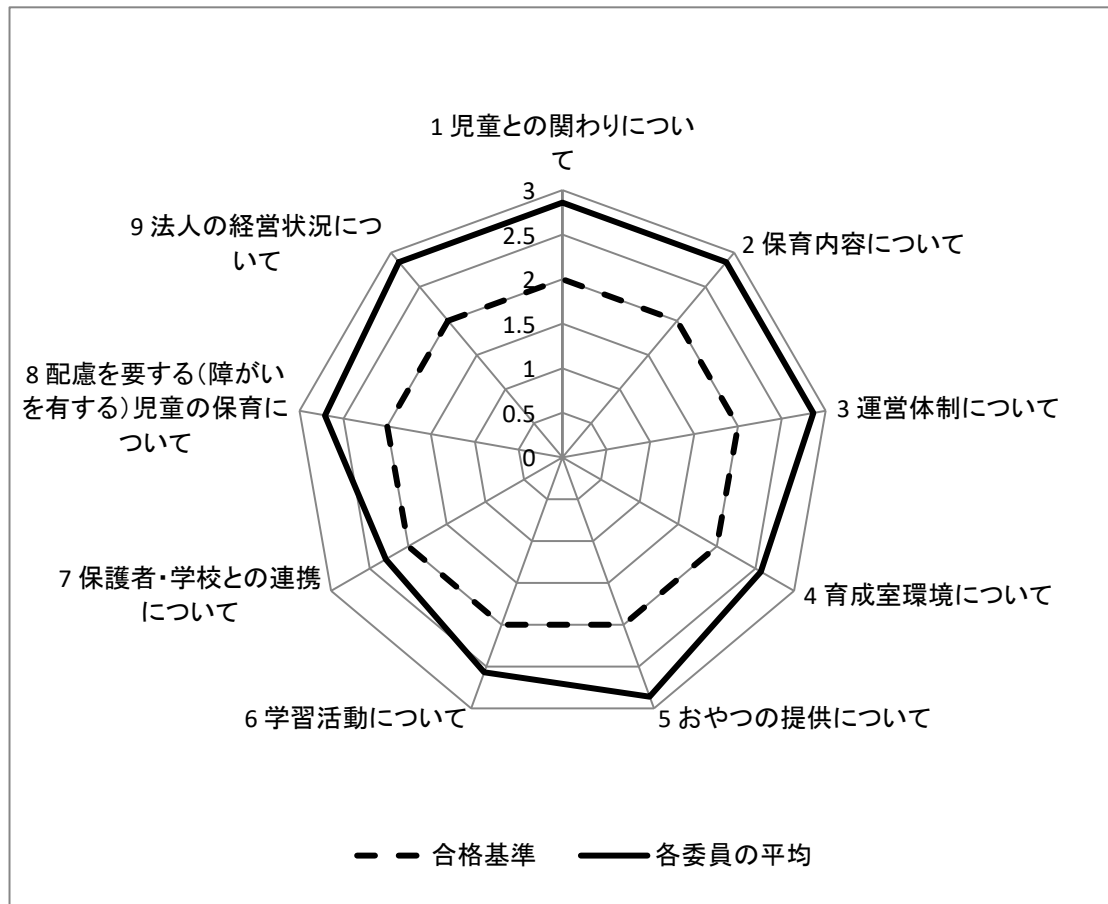 1 児童との関わりについ
て
2 保育内容について
3 運営体制について
4 育成室環境について
5 おやつの提供について
6 学習活動について
7 保護者・学校との連携
について
8 配慮を要する（障がい
を有する）児童の保育に
ついて
9 法人の経営状況につ
いて
3
2.5
2
1.5
1
0.5
0
合格基準
各委員の平均